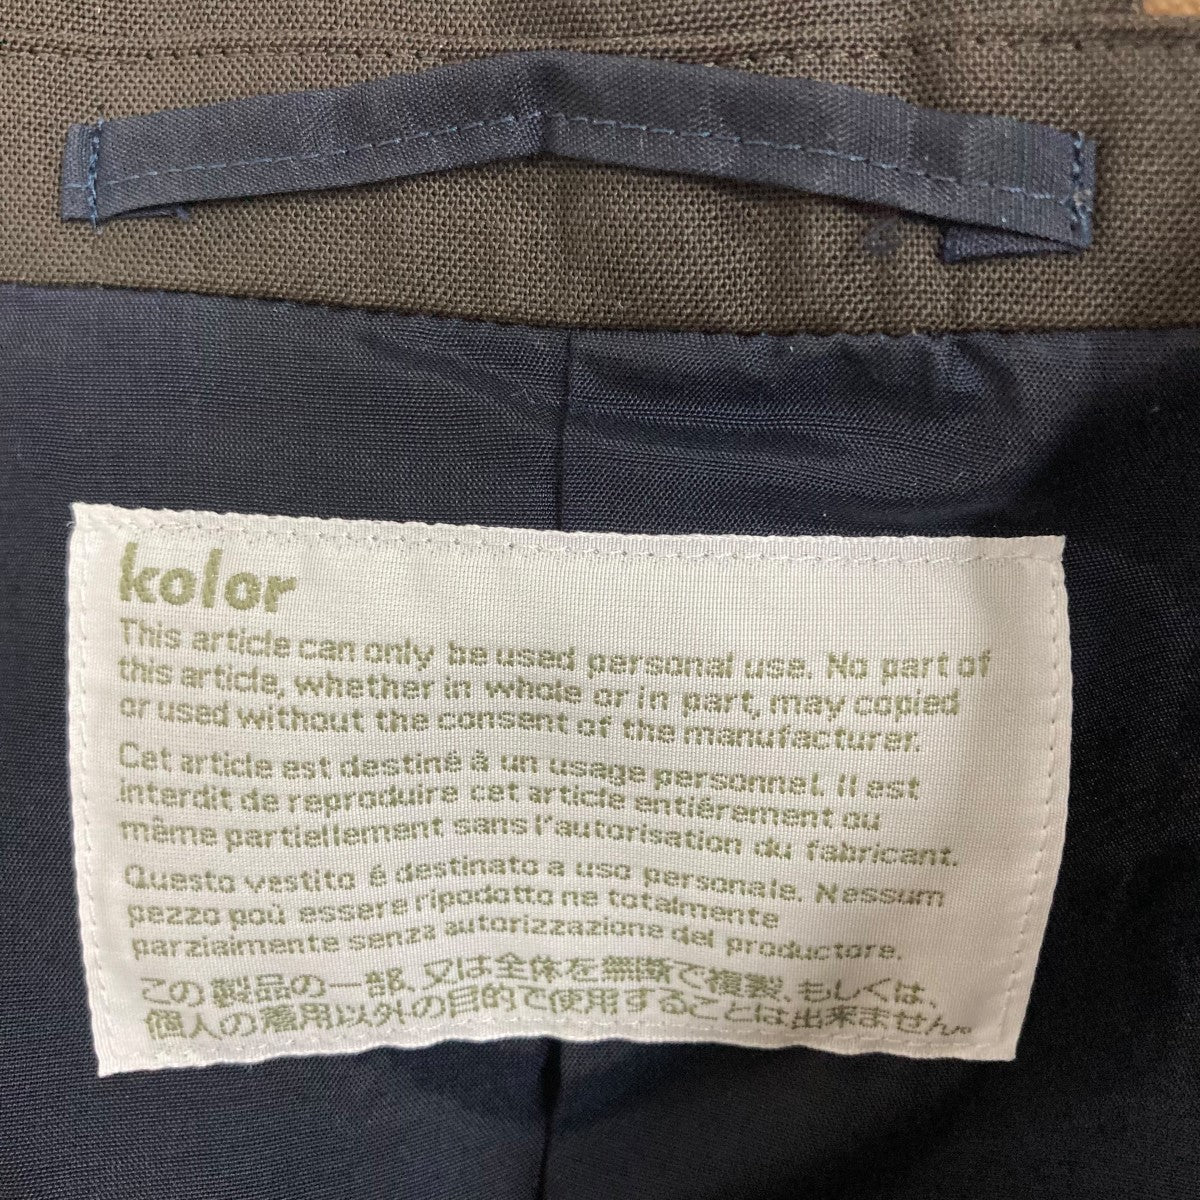 kolor
This article can only be used personal use. No part of
this article, whether in whole or in part, may copied
or used without the consent of the manufacturer.
Cet article est destiné à un usage personnel. Il est
interdit de reproduire cet article entiérement ou
même partiellement sans l'autorisation du fabricant.
Questo vestito é destinato a uso personale. Nessum
pezzo poú essere ripodotto ne totalmente
parziaimente senza autorizzazione del productore.
この製品の一部、又は全体を無断で複製、もしくは、
個人の着用以外の目的で使用することは出来ません。